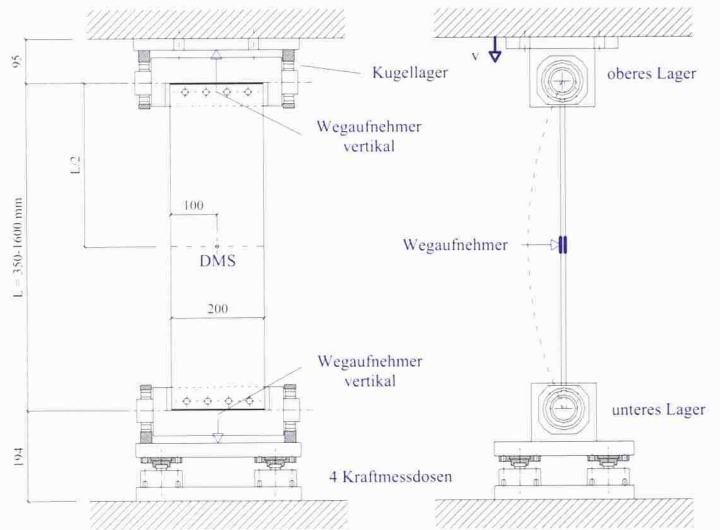 95
v
Kugellager
oberes Lager
Wegaufnehmer
vertikal
L/2
100
L = 350-1600 mm
Wegaufnehmer
DMS
200
Wegaufnehmer
vertikal
unteres Lager
194
4 Kraftmessdosen